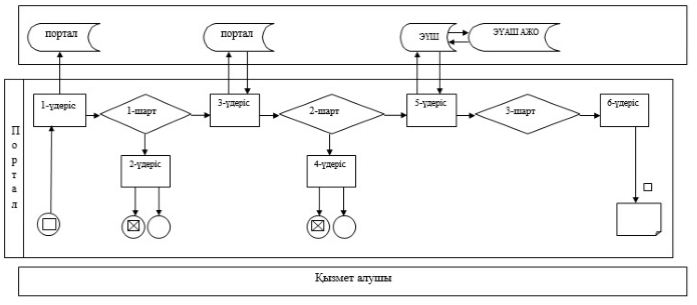 портал
портал
ЭҮШ
ЭҮАШ АЖО
Портал
1-үдеріс
1-шарт
3-үдеріс
2-шарт
5-үдеріс
3-шарт
6-үдеріс
2-үдеріс
4-үдеріс
Қызмет алушы